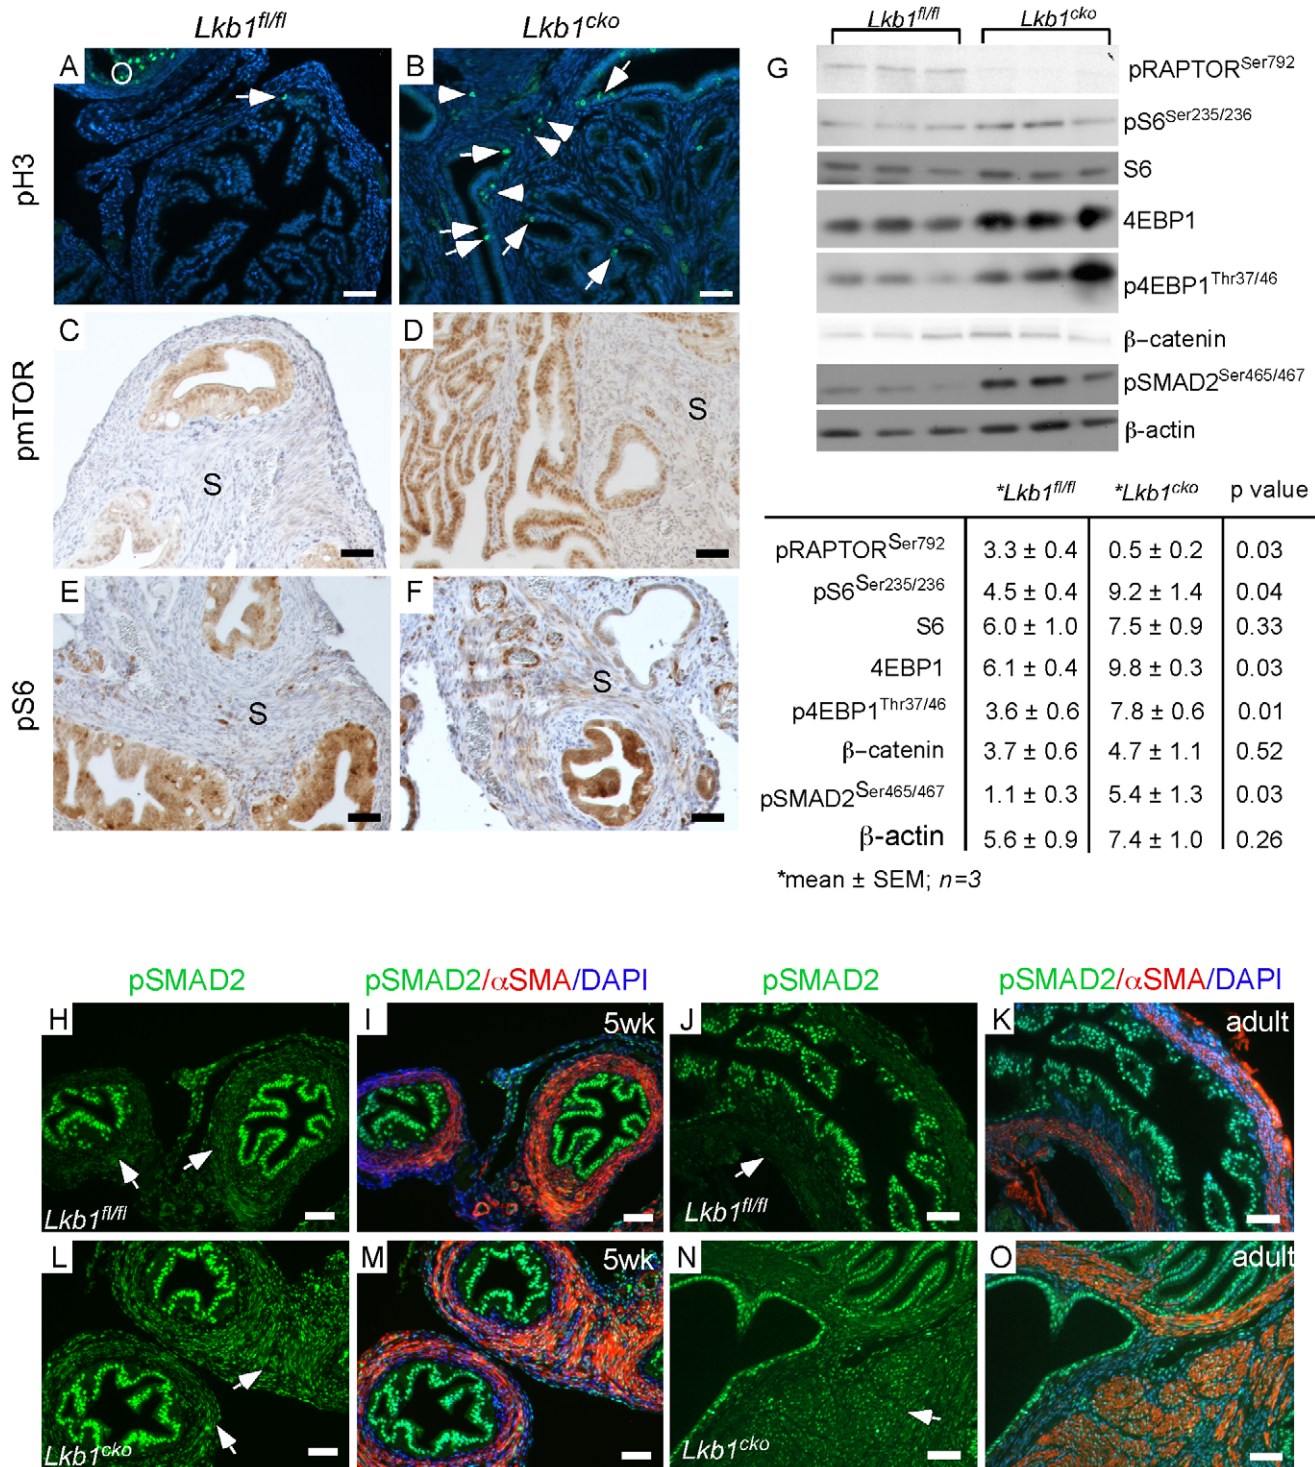 Lkb1fl/fl Lkb1cko
A
O
B
pH3
C
S
D
S
pmTOR
E
S
F
S
pS6
G
Lkb1fl/fl Lkb1cko
pRAPTORSer792
pS6Ser235/236
S6
4EBP1
p4EBP1Thr37/46
β–catenin
pSMAD2Ser465/467
β-actin
*Lkb1fl/fl *Lkb1cko p value
pRAPTORSer792 3.3 ± 0.4 0.5 ± 0.2 0.03
pS6Ser235/236 4.5 ± 0.4 9.2 ± 1.4 0.04
S6 6.0 ± 1.0 7.5 ± 0.9 0.33
4EBP1 6.1 ± 0.4 9.8 ± 0.3 0.03
p4EBP1Thr37/46 3.6 ± 0.6 7.8 ± 0.6 0.01
β–catenin 3.7 ± 0.6 4.7 ± 1.1 0.52
pSMAD2Ser465/467 1.1 ± 0.3 5.4 ± 1.3 0.03
β-actin 5.6 ± 0.9 7.4 ± 1.0 0.26
*mean ± SEM; n=3
pSMAD2 pSMAD2/αSMA/DAPI pSMAD2 pSMAD2/αSMA/DAPI
H
Lkb1fl/fl
I 5wk
J
Lkb1fl/fl
K adult
L
Lkb1cko
M 5wk
N
Lkb1cko
O adult